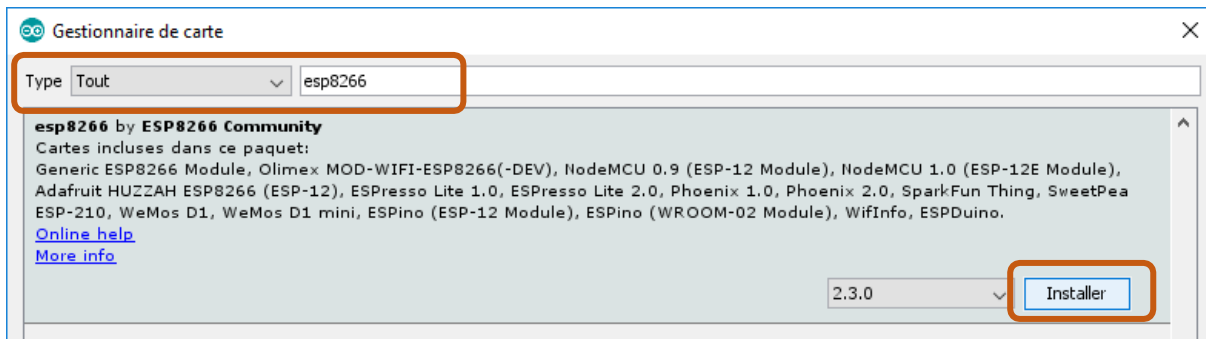 Gestionnaire de carte
Type Tout esp8266
esp8266 by ESP8266 Community
Cartes incluses dans ce paquet:
Generic ESP8266 Module, Olimex MOD-WIFI-ESP8266(-DEV), NodeMCU 0.9 (ESP-12 Module), NodeMCU 1.0 (ESP-12E Module),
Adafruit HUZZAH ESP8266 (ESP-12), ESPresso Lite 1.0, ESPresso Lite 2.0, Phoenix 1.0, Phoenix 2.0, SparkFun Thing, SweetPea
ESP-210, WeMos D1, WeMos D1 mini, ESPino (ESP-12 Module), ESPino (WROOM-02 Module), WifInfo, ESPDuino.
Online help
More info
2.3.0 Installer